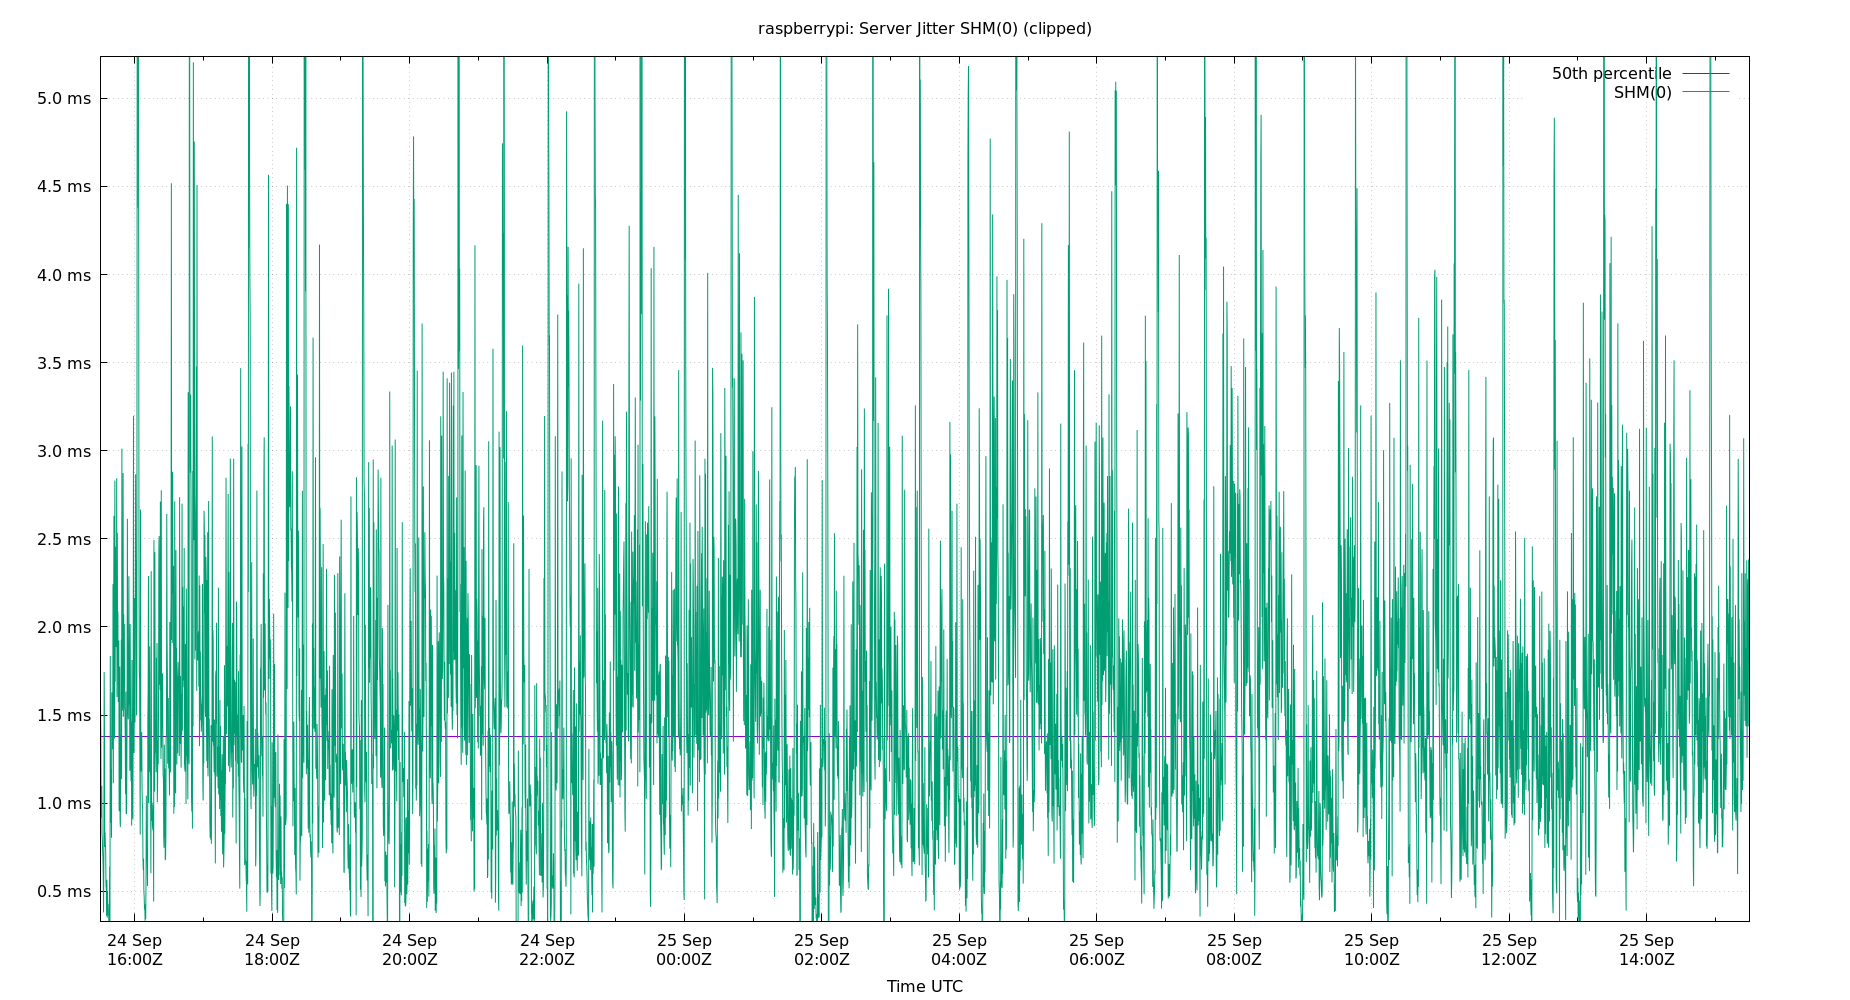 raspberrypi: Server Jitter SHM(0) (clipped)
50th percentile
SHM(0)
5.0 ms
4.5 ms
4.0 ms
3.5 ms
3.0 ms
2.5 ms
2.0 ms
1.5 ms
1.0 ms
0.5 ms
24 Sep 24 Sep 24 Sep 24 Sep 25 Sep 25 Sep 25 Sep 25 Sep 25 Sep 25 Sep 25 Sep 25 Sep
16:00Z 18:00Z 20:00Z 22:00Z 00:00Z 02:00Z 04:00Z 06:00Z 08:00Z 10:00Z 12:00Z 14:00Z
Time UTC